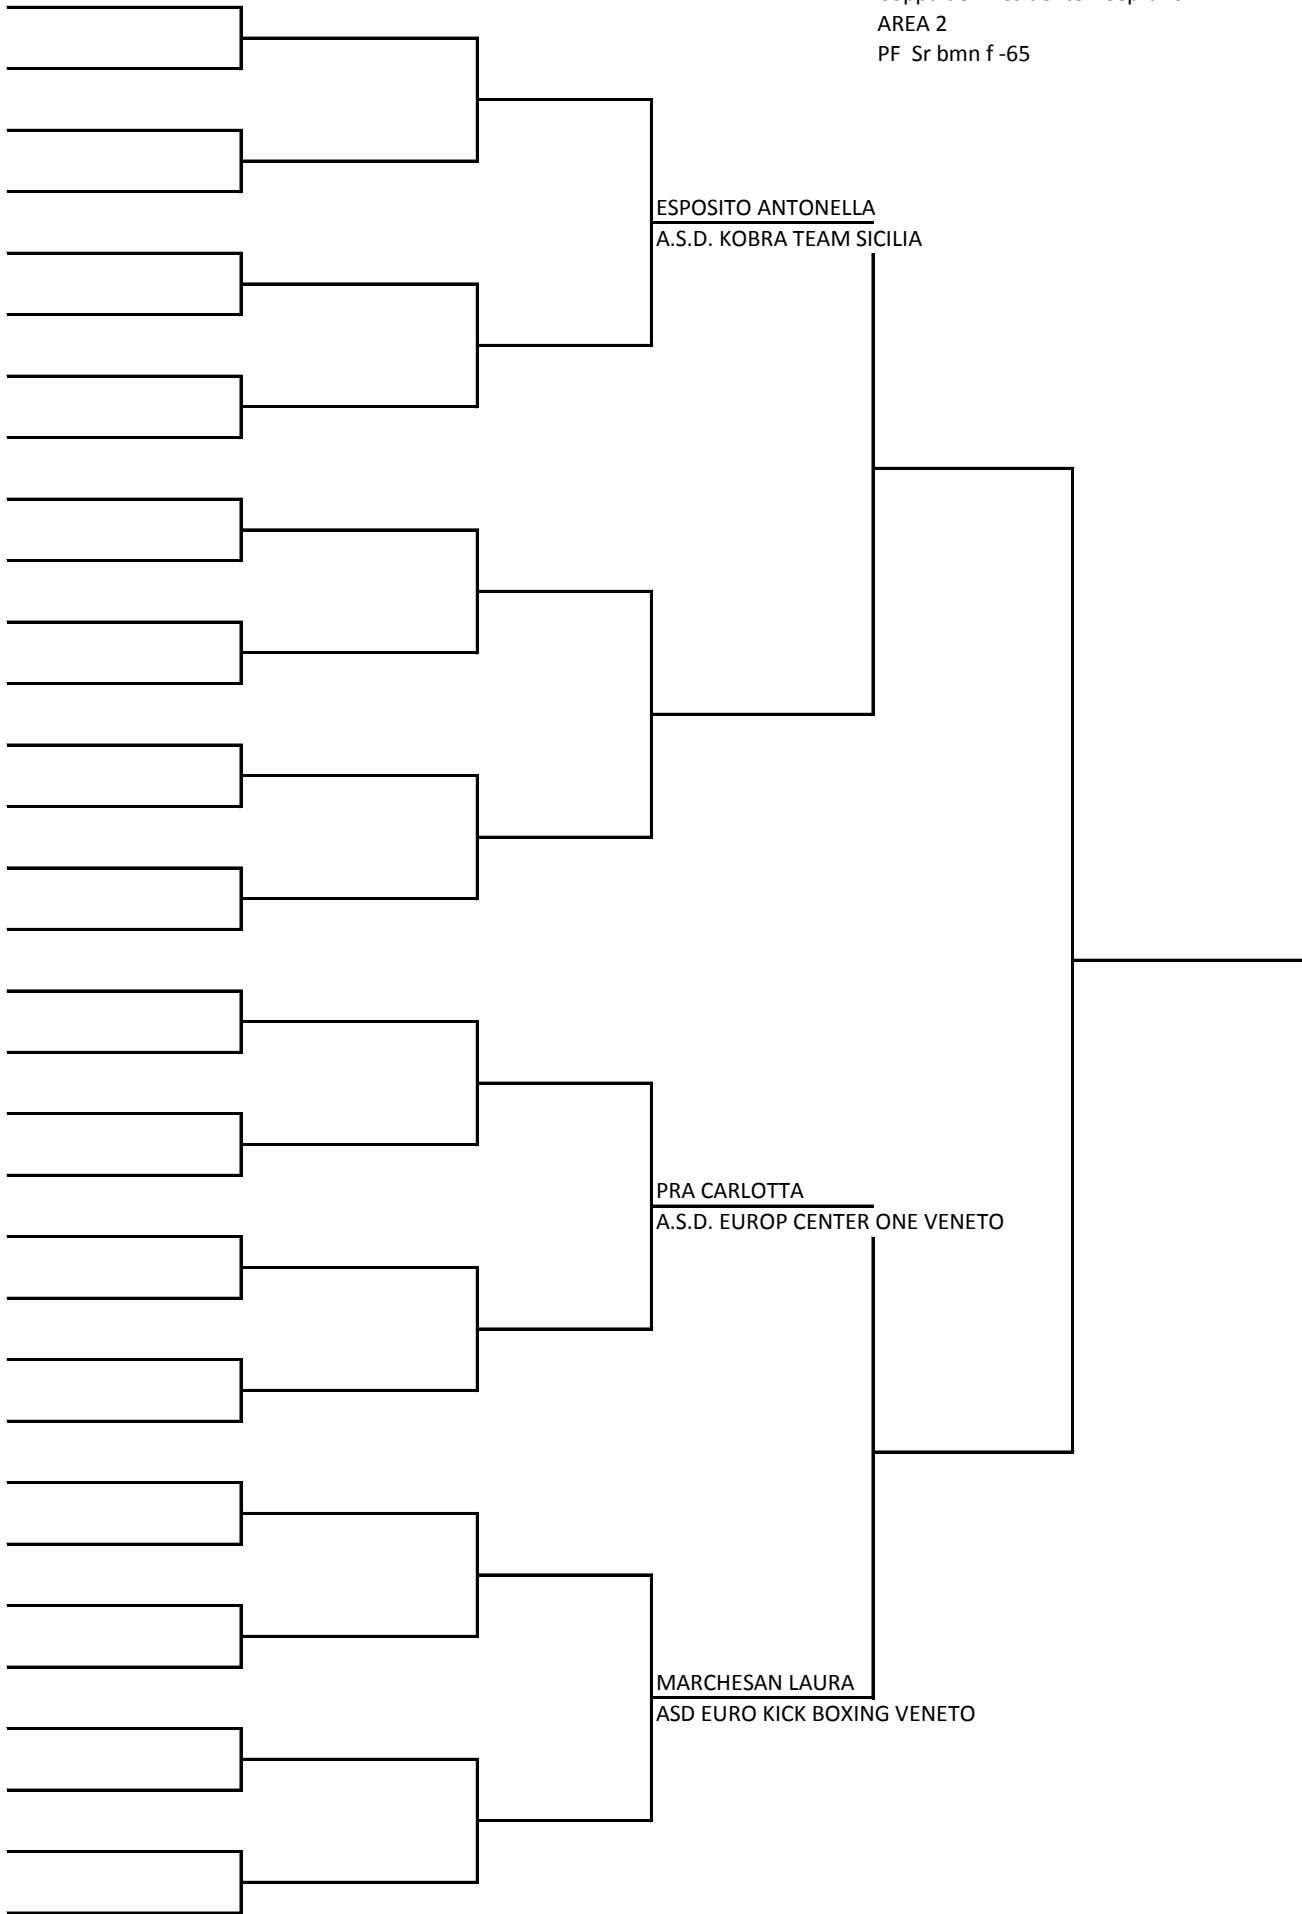 AREA 2
PF Sr bmn f -65
ESPOSITO ANTONELLA
A.S.D. KOBRA TEAM SICILIA
PRA CARLOTTA
A.S.D. EUROP CENTER ONE VENETO
MARCHESAN LAURA
ASD EURO KICK BOXING VENETO